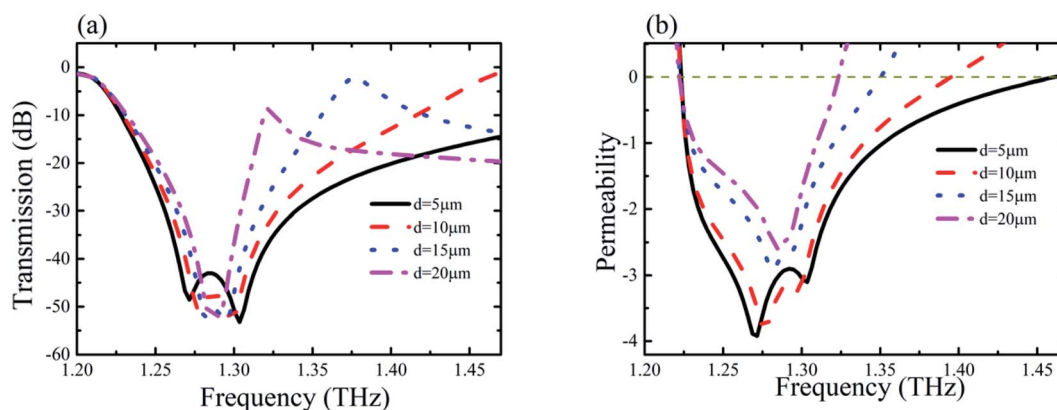 (a)
Transmission (dB)
0
-10
-20
-30
-40
-50
-60
d=5μm
d=10μm
d=15μm
d=20μm
1.20 1.25 1.30 1.35 1.40 1.45
Frequency (THz)
(b)
Permeability
0
-1
-2
-3
-4
d=5μm
d=10μm
d=15μm
d=20μm
1.20 1.25 1.30 1.35 1.40 1.45
Frequency (THz)